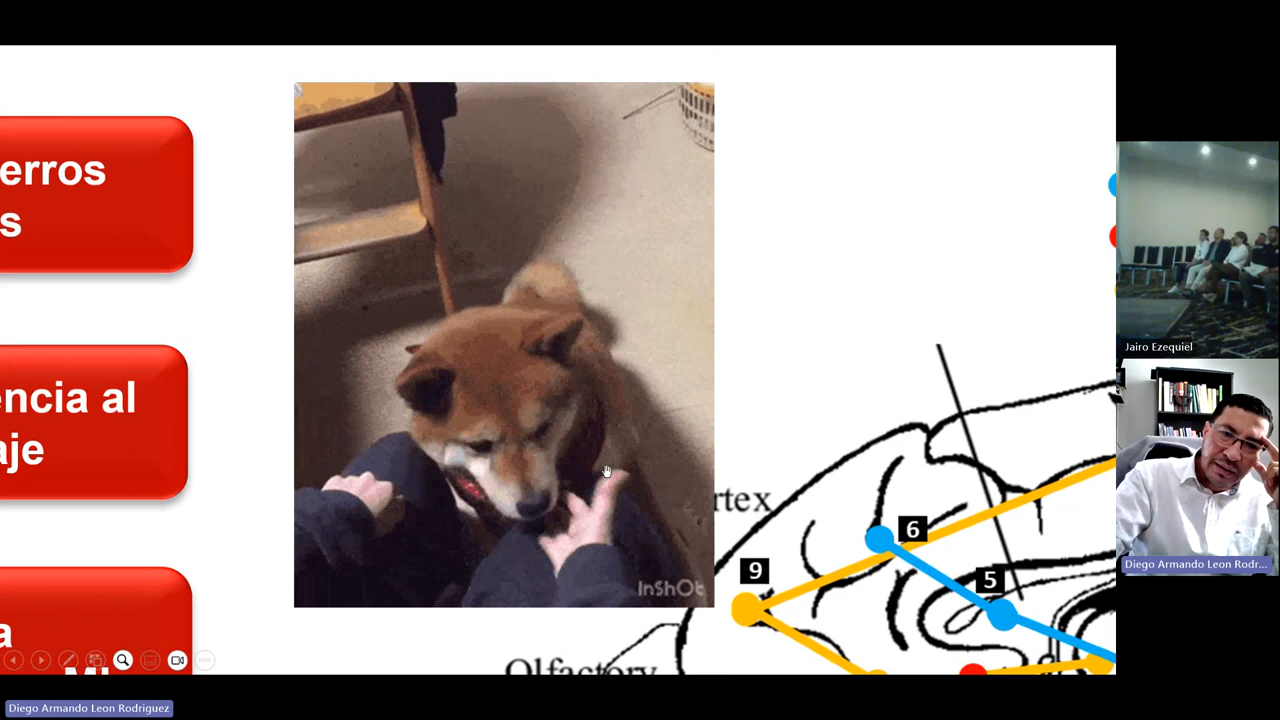 erros
s
encia al
aje
a
InShOt
rtex
6
9
5
Olfactory
Jairo Ezequiel
Diego Armando Leon Rodr...
Diego Armando Leon Rodriguez